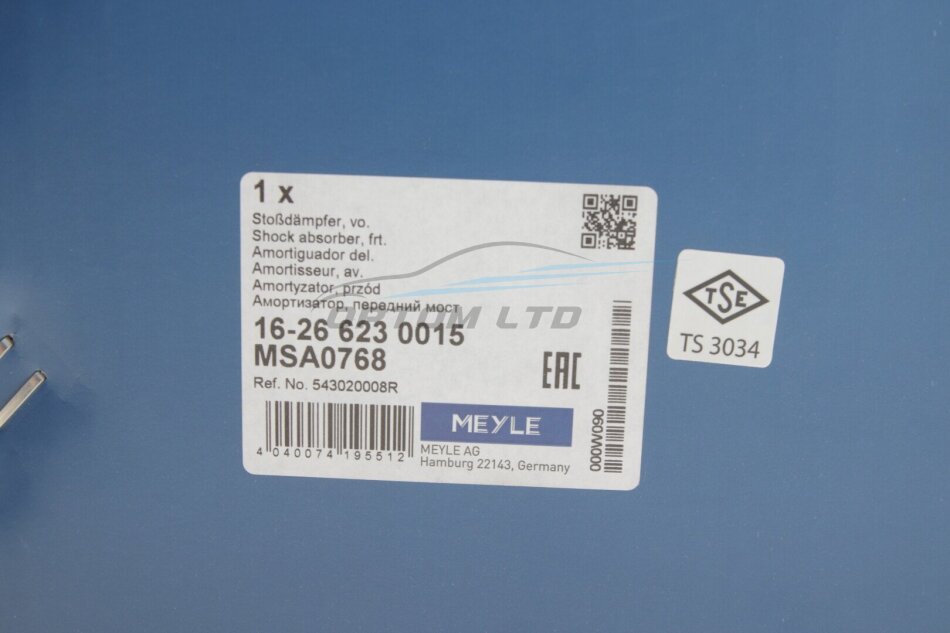 1 x
Stoßdämpfer, vo.
Shock absorber, frt.
Amortiguador del.
Amortisseur, av.
Amortyzator, przód
Амортизатор, передний мост
OPTOM LTD
16-26 623 0015
MSA0768
Ref. No. 543020008R
EAC
MEYLE
MEYLE AG
Hamburg 22143, Germany
4 040074 195512
000W090
TSE
TS 3034